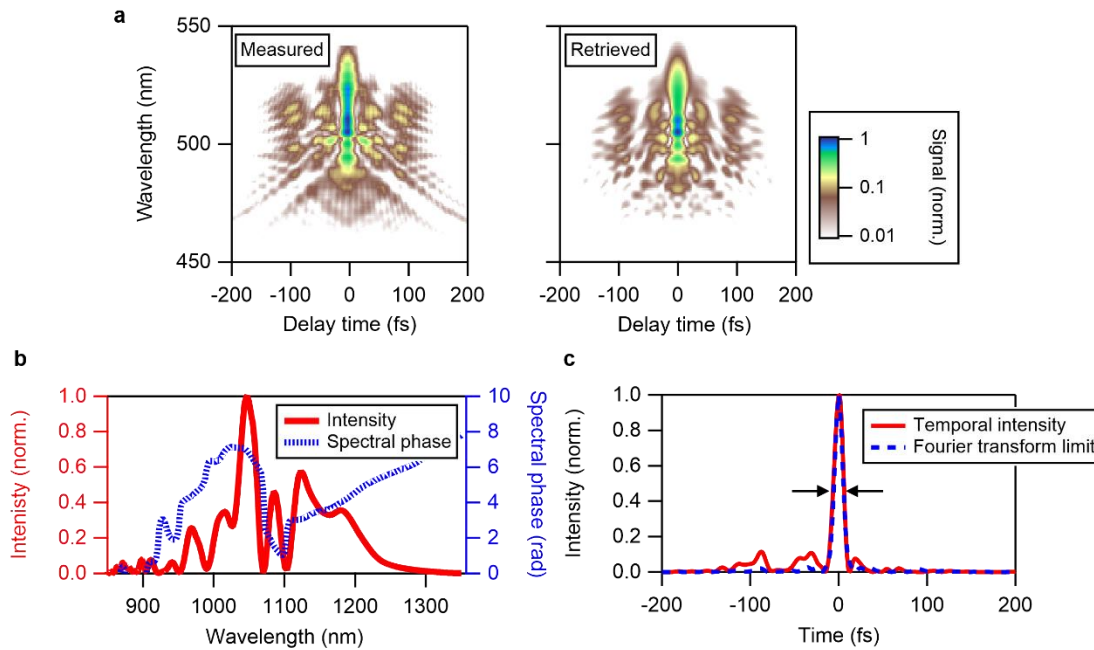 a
550
500
450
Wavelength (nm)
Measured
-200 -100 0 100 200
Delay time (fs)
Retrieved
-200 -100 0 100 200
Delay time (fs)
1
0.1
0.01
Signal (norm.)
b
1.0
0.8
0.6
0.4
0.2
0.0
Intenisty (norm.)
Intensity
Spectral phase
10
8
6
4
2
0
Spectral phase (rad)
900 1000 1100 1200 1300
Wavelength (nm)
c
1.0
0.8
0.6
0.4
0.2
0.0
Intensity (norm.)
Temporal intensity
Fourier transform limit
-200 -100 0 100 200
Time (fs)